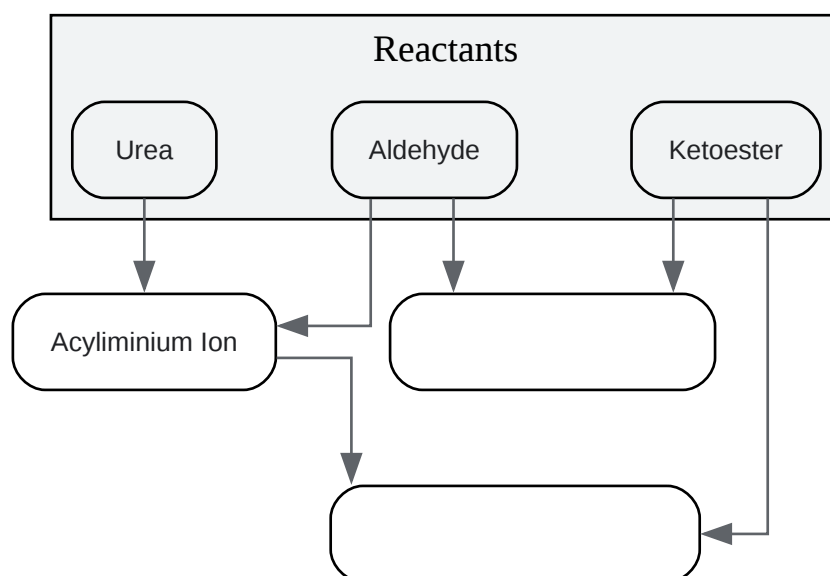 Reactants
Urea
Aldehyde
Ketoester
Acyliminium Ion